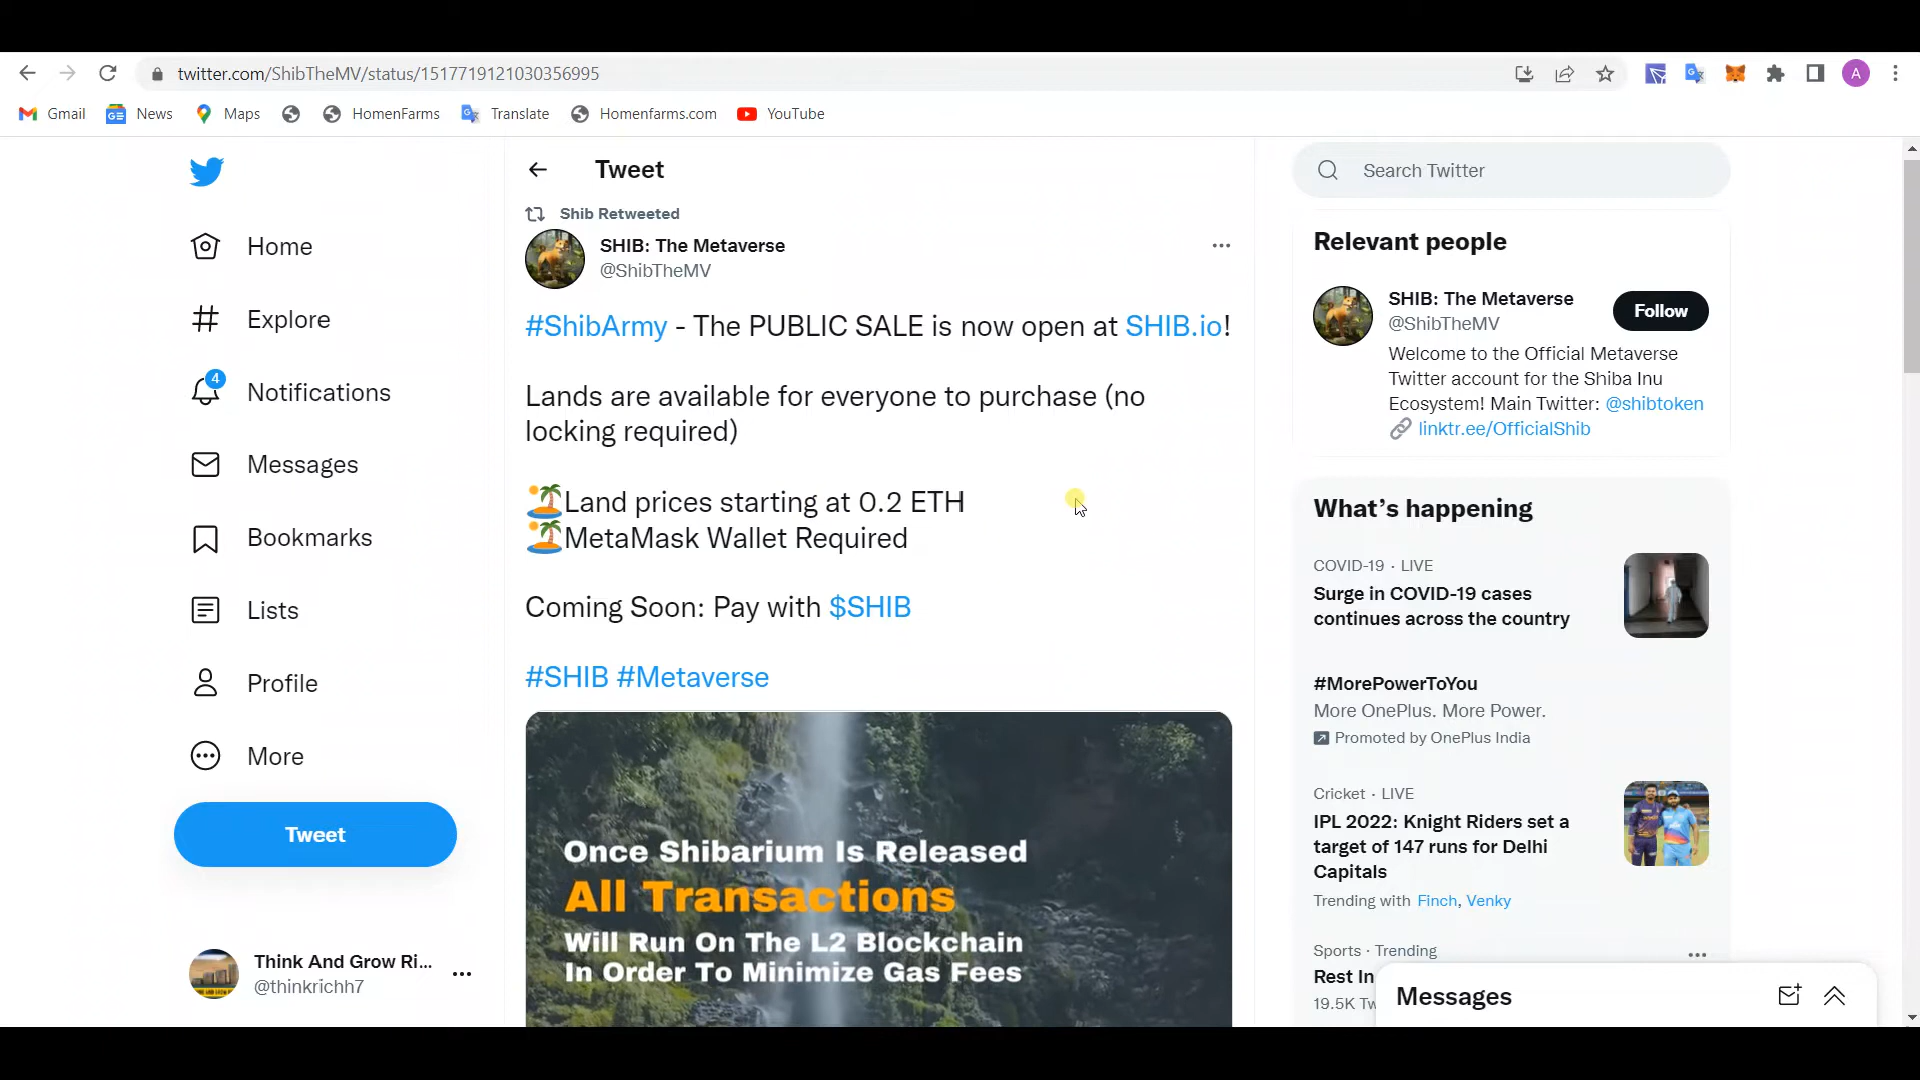 twitter.com/ShibTheMV/status/1517719121030356995
A
Gmail
News
Maps
HomenFarms
Translate
Homenfarms.com
YouTube
Home
Explore
4
Notifications
Messages
Bookmarks
Lists
Profile
More
Tweet
Think And Grow Ri...
@thinkrichh7
Tweet
Shib Retweeted
SHIB: The Metaverse
@ShibTheMV
#ShibArmy - The PUBLIC SALE is now open at SHIB.io!
Lands are available for everyone to purchase (no
locking required)
🏝Land prices starting at 0.2 ETH
🏝MetaMask Wallet Required
Coming Soon: Pay with $SHIB
#SHIB #Metaverse
Once Shibarium Is Released
All Transactions
Will Run On The L2 Blockchain
In Order To Minimize Gas Fees
Search Twitter
Relevant people
SHIB: The Metaverse
@ShibTheMV
Follow
Welcome to the Official Metaverse
Twitter account for the Shiba Inu
Ecosystem! Main Twitter: @shibtoken
linktr.ee/OfficialShib
What's happening
COVID-19 · LIVE
Surge in COVID-19 cases
continues across the country
#MorePowerToYou
More OnePlus. More Power.
Promoted by OnePlus India
Cricket · LIVE
IPL 2022: Knight Riders set a
target of 147 runs for Delhi
Capitals
Trending with Finch, Venky
Sports · Trending
Rest In
19.5K Tw
Messages